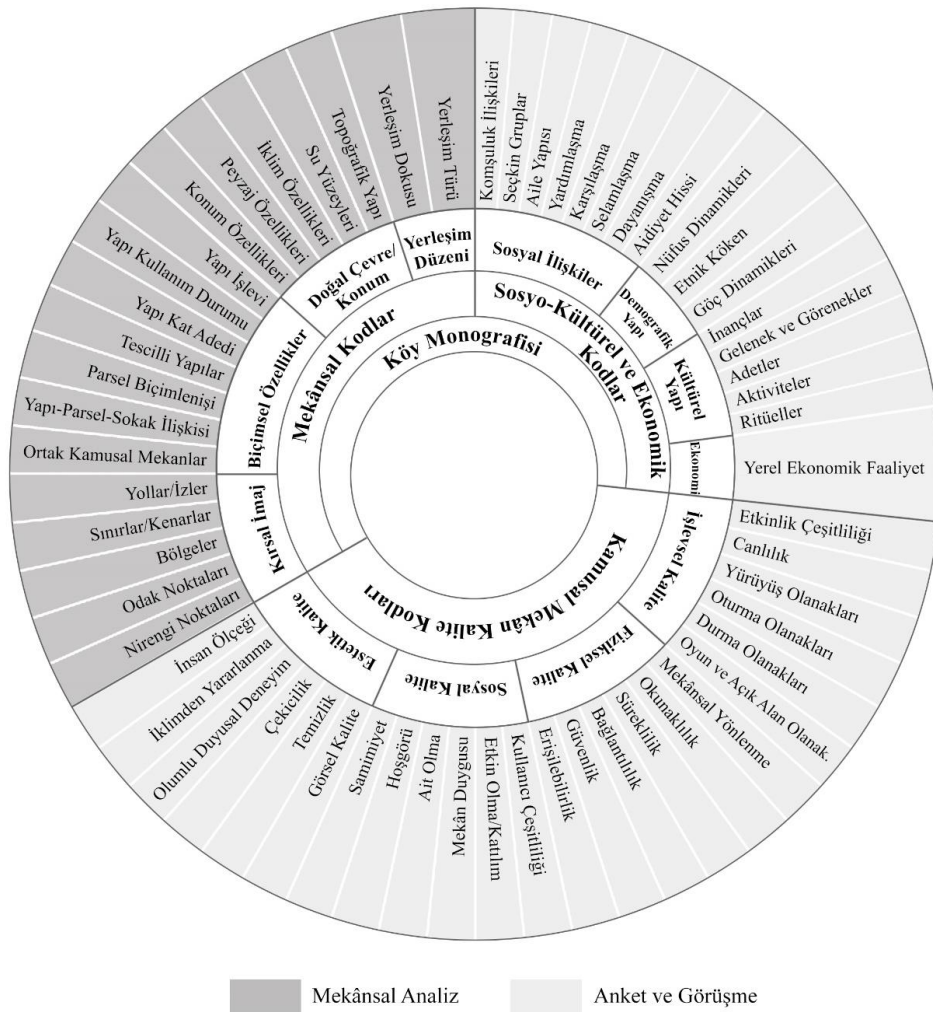 Köy Monografisi
Mekânsal Kodlar
Sosyo-Kültürel ve Ekonomik
Kodlar
Kamusal Mekân Kalite Kodları
Yerleşim
Düzeni
Doğal Çevre/
Konum
Biçimsel Özellikler
Kırsal İmaj
Sosyal İlişkiler
Demografik
Yapı
Kültürel
Yapı
Ekonomi
İşlevsel Kalite
Fiziksel Kalite
Sosyal Kalite
Estetik Kalite
Komşuluk İlişkileri
Seçkin Gruplar
Aile Yapısı
Yardımlaşma
Karşılaşma
Selamlaşma
Dayanışma
Aidiyet Hissi
Nüfus Dinamikleri
Etnik Köken
Göç Dinamikleri
İnançlar
Gelenek ve Görenekler
Adetler
Aktiviteler
Ritüeller
Yerel Ekonomik Faaliyet
Etkinlik Çeşitliliği
Canlılık
Yürüyüş Olanakları
Oturma Olanakları
Durma Olanakları
Oyun ve Açık Alan Olanak.
Mekânsal Yönlenme
Okunaklılık
Süreklilik
Bağlantılılık
Güvenlik
Erişilebilirlik
Kullanıcı Çeşitliliği
Etkin Olma/Katılım
Mekân Duygusu
Ait Olma
Hoşgörü
Samimiyet
Görsel Kalite
Temizlik
Çekicilik
Olumlu Duyusal Deneyim
İklimden Yararlanma
İnsan Ölçeği
Nirengi Noktaları
Odak Noktaları
Bölgeler
Sınırlar/Kenarlar
Yollar/İzler
Ortak Kamusal Mekanlar
Yapı-Parsel-Sokak İlişkisi
Parsel Biçimlenişi
Tescilli Yapılar
Yapı Kat Adedi
Yapı Kullanım Durumu
Yapı İşlevi
Konum Özellikleri
Peyzaj Özellikleri
İklim Özellikleri
Su Yüzeyleri
Topoğrafik Yapı
Yerleşim Dokusu
Yerleşim Türü
Mekânsal Analiz
Anket ve Görüşme